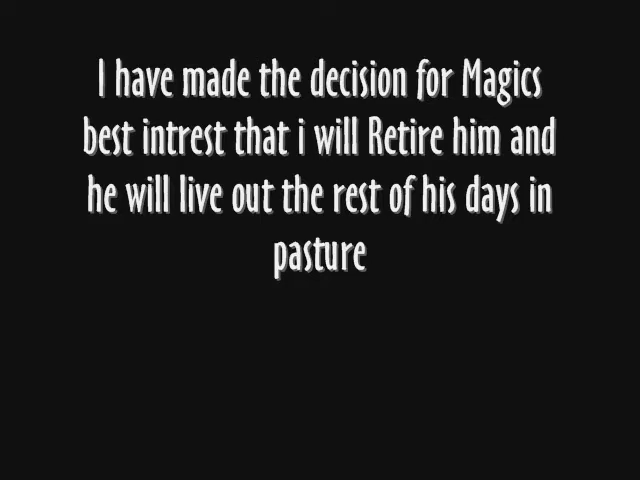 I have made the decision for Magics
best intrest that i will Retire him and
he will live out the rest of his days in
pasture